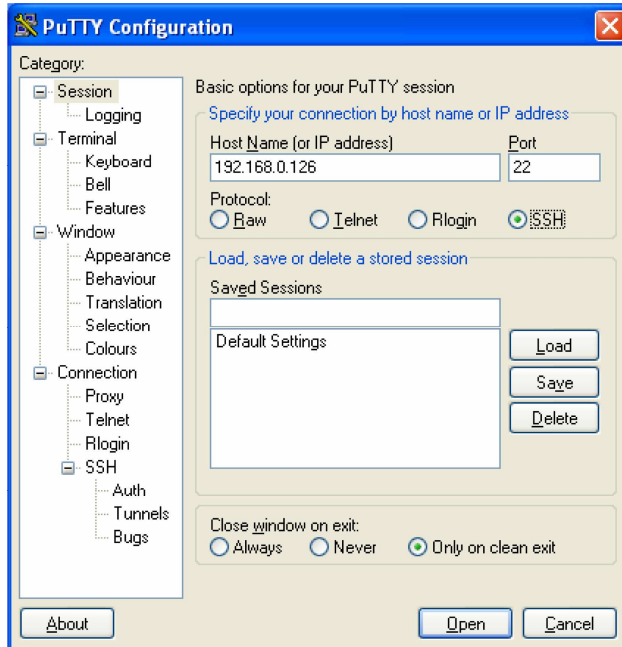 PuTTY Configuration
Category:
Session
Logging
Terminal
Keyboard
Bell
Features
Window
Appearance
Behaviour
Translation
Selection
Colours
Connection
Proxy
Telnet
Rlogin
SSH
Auth
Tunnels
Bugs
Basic options for your PuTTY session
Specify your connection by host name or IP address
Host Name (or IP address) Port
192.168.0.126 22
Protocol:
Raw Telnet Rlogin SSH
Load, save or delete a stored session
Saved Sessions
Default Settings
Load
Save
Delete
Close window on exit:
Always Never Only on clean exit
About Open Cancel